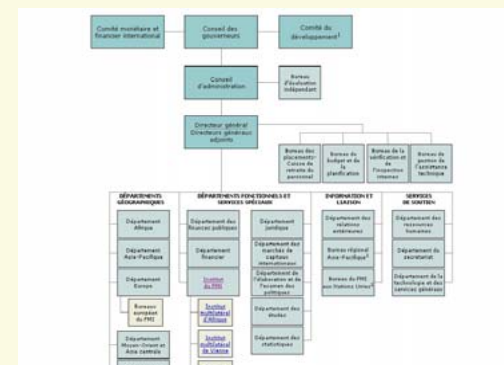 Comité monétaire et
financier international
Conseil des
gouverneurs
Comité du
développement¹
Conseil
d'administration
Bureau
d'évaluation
indépendant
Directeur général
Directeurs généraux
adjoints
Bureau des
placements-
Caisse de
retraite du
personnel
Bureau du
budget et de
la
planification
Bureau de la
vérification et
de
l'inspection
internes
Bureau de
gestion de
l'assistance
technique
DÉPARTEMENTS
GÉOGRAPHIQUES
DÉPARTEMENTS FONCTIONNELS ET
SERVICES SPÉCIAUX
INFORMATION ET
LIAISON
SERVICES
DE SOUTIEN
Département
Afrique
Département
Asie-Pacifique
Département
Europe
Bureaux
européen
du FMI
Département
Moyen-Orient et
Asie centrale
Département des
finances publiques
Département
financier
Institut
du FMI
Institut
multilatéral
d'Afrique
Institut
multilatéral
de Vienne
Département
juridique
Département des
marchés de
capitaux
internationaux
Département de
l'élaboration et de
l'examen des
politiques
Département des
études
Département des
statistiques
Département des
relations
extérieures
Bureau régional
Asie-Pacifique
Bureau du FMI
aux Nations Unies
Département des
ressources
humaines
Département du
secrétariat
Département de la
technologie et des
services généraux